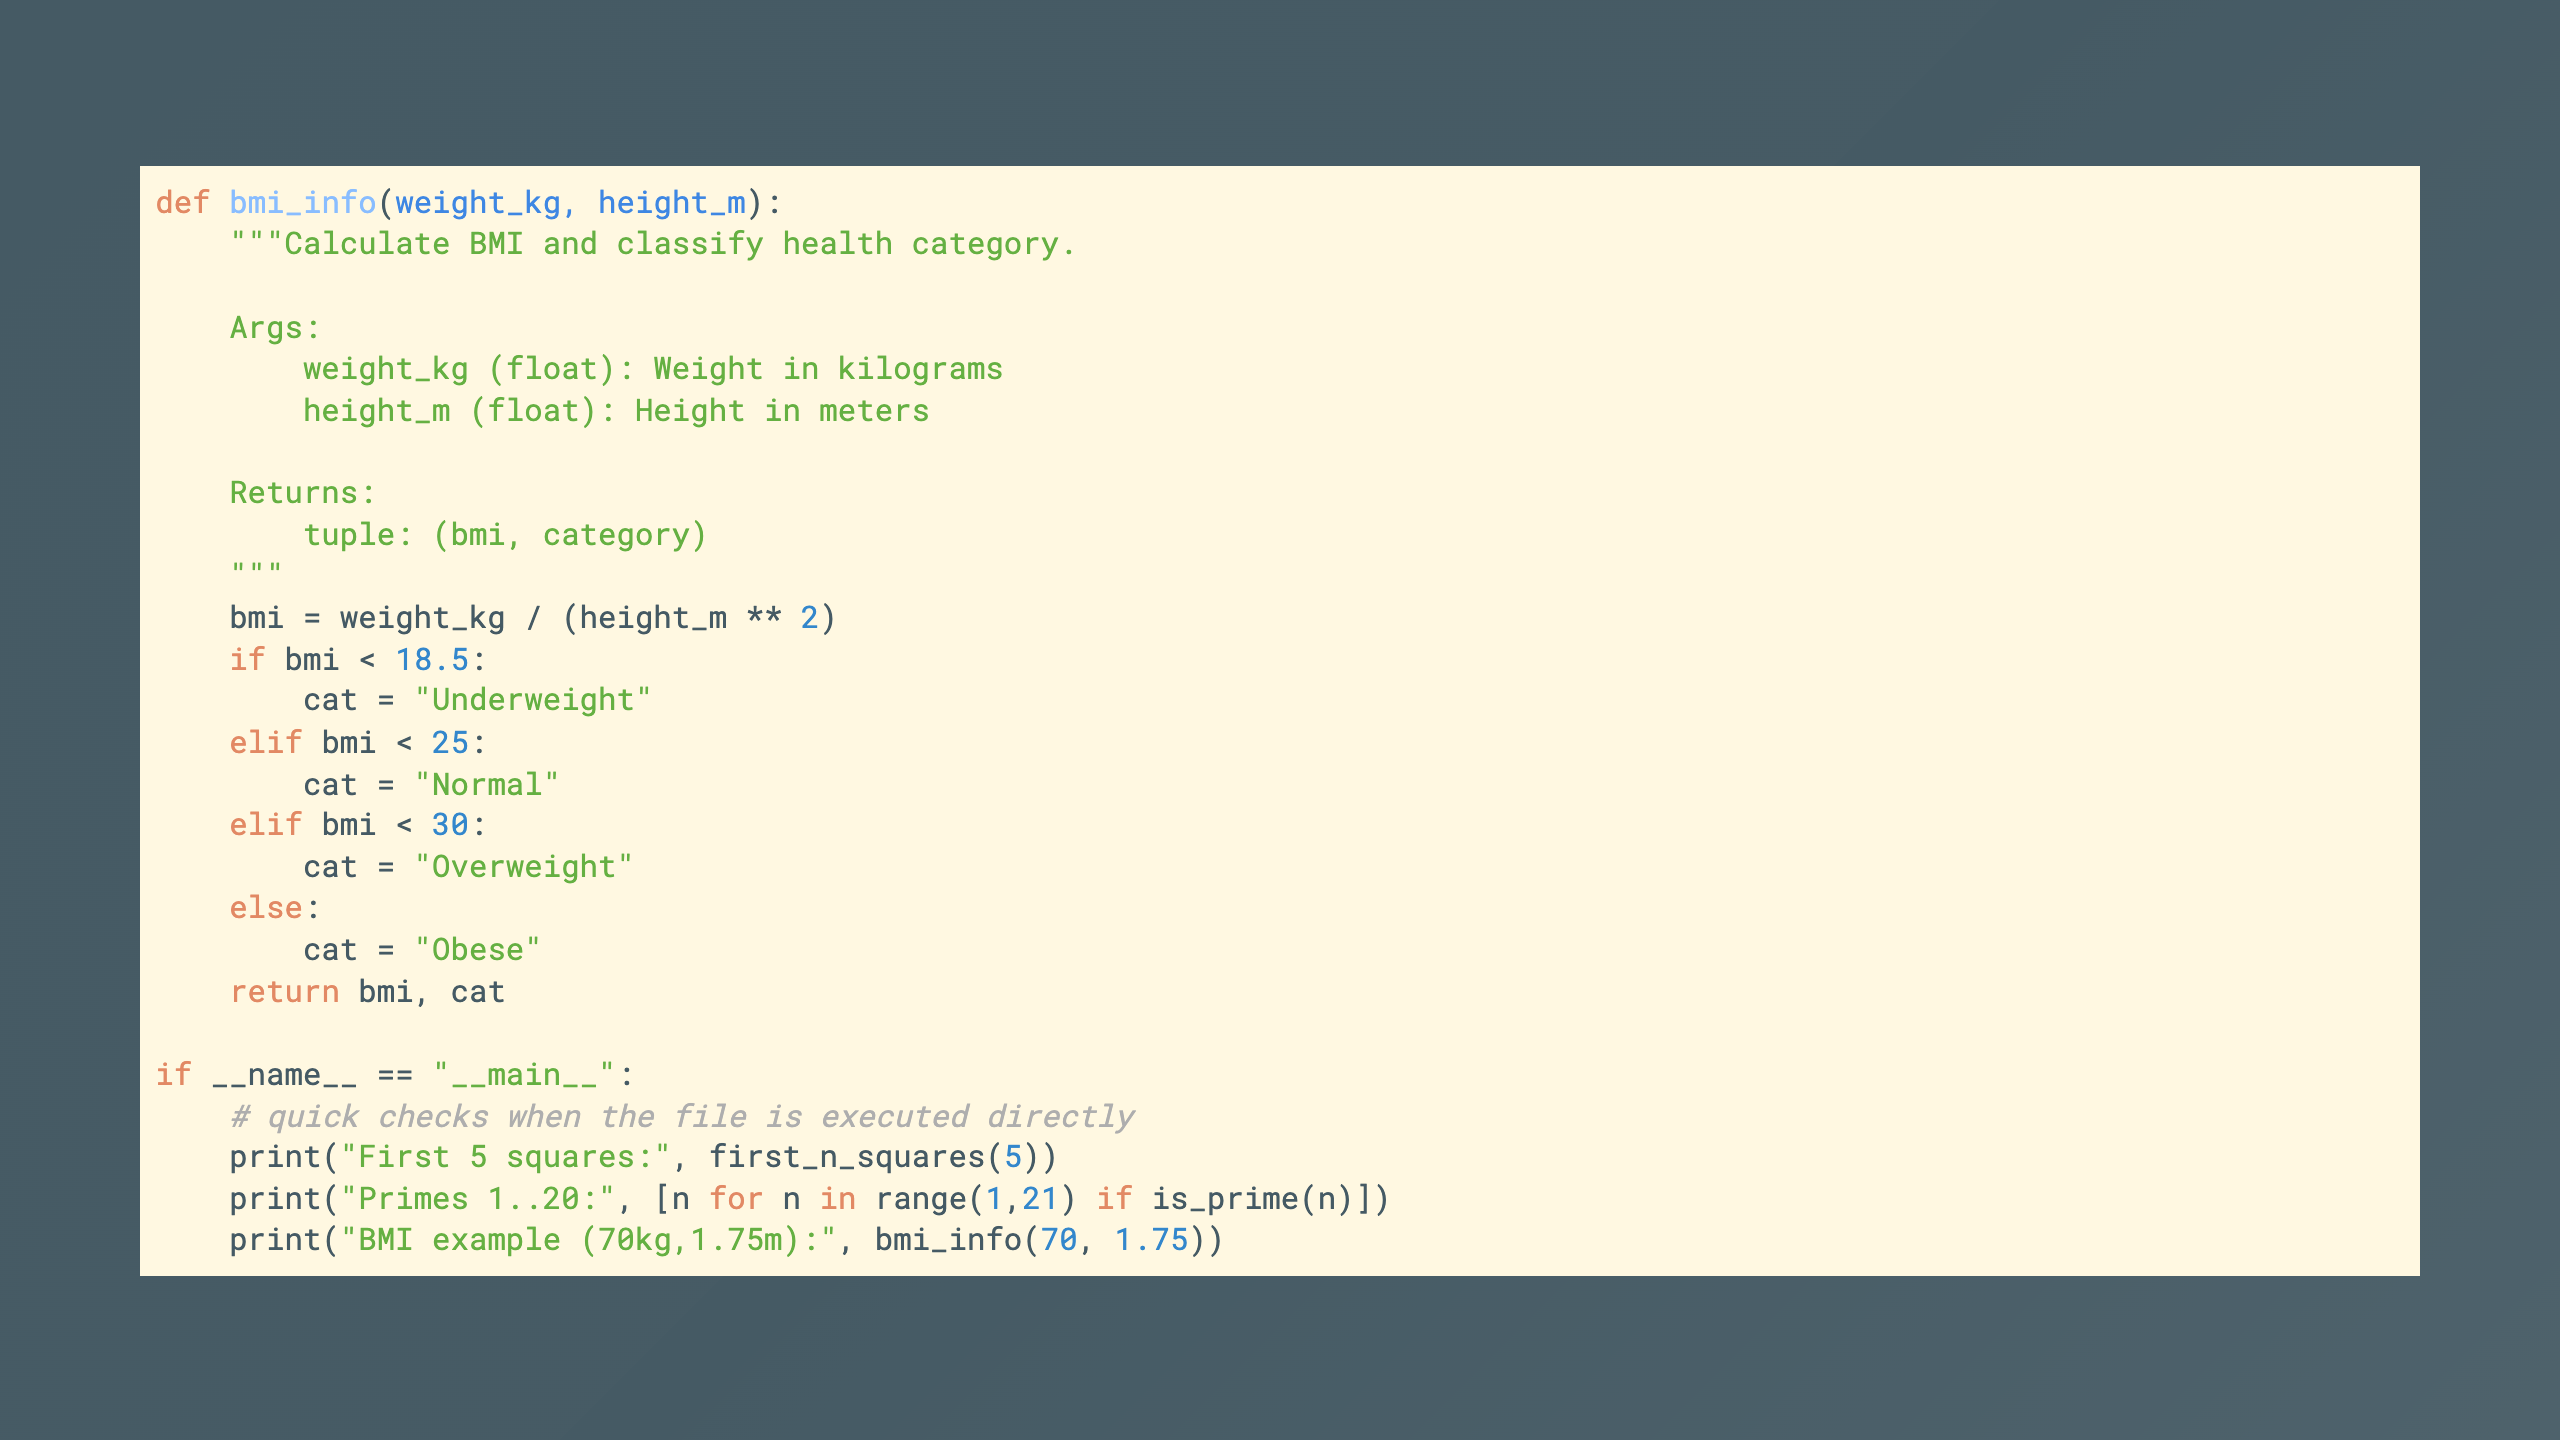 def bmi_info(weight_kg, height_m):
    """Calculate BMI and classify health category.

    Args:
        weight_kg (float): Weight in kilograms
        height_m (float): Height in meters

    Returns:
        tuple: (bmi, category)
    """
    bmi = weight_kg / (height_m ** 2)
    if bmi < 18.5:
        cat = "Underweight"
    elif bmi < 25:
        cat = "Normal"
    elif bmi < 30:
        cat = "Overweight"
    else:
        cat = "Obese"
    return bmi, cat

if __name__ == "__main__":
    # quick checks when the file is executed directly
    print("First 5 squares:", first_n_squares(5))
    print("Primes 1..20:", [n for n in range(1,21) if is_prime(n)])
    print("BMI example (70kg,1.75m):", bmi_info(70, 1.75))